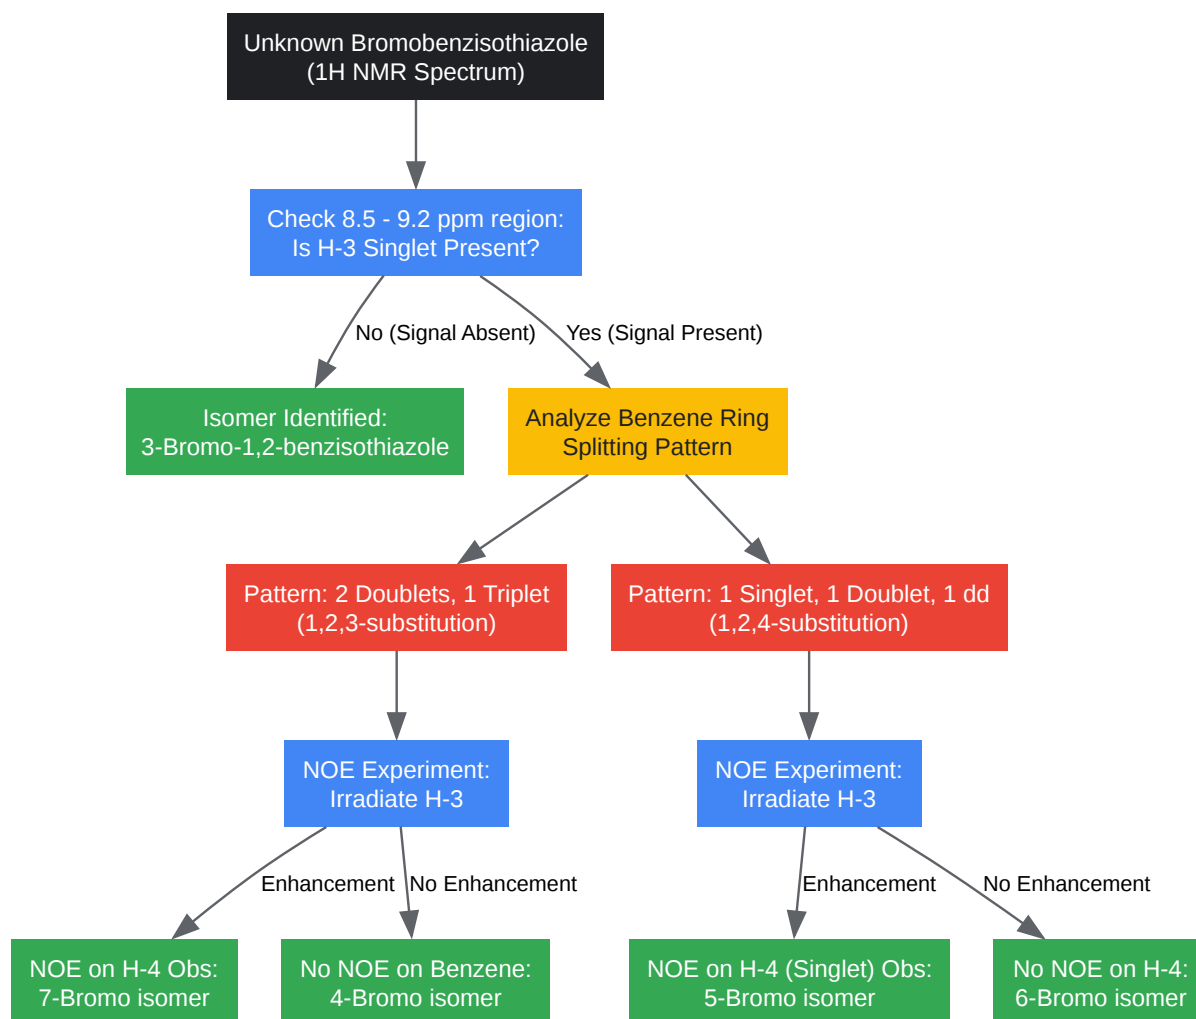 Unknown Bromobenzisothiazole
(1H NMR Spectrum)
Check 8.5 - 9.2 ppm region:
Is H-3 Singlet Present?
No (Signal Absent)
Yes (Signal Present)
Isomer Identified:
3-Bromo-1,2-benzisothiazole
Analyze Benzene Ring
Splitting Pattern
Pattern: 2 Doublets, 1 Triplet
(1,2,3-substitution)
Pattern: 1 Singlet, 1 Doublet, 1 dd
(1,2,4-substitution)
NOE Experiment:
Irradiate H-3
NOE Experiment:
Irradiate H-3
Enhancement
No Enhancement
Enhancement
No Enhancement
NOE on H-4 Obs:
7-Bromo isomer
No NOE on Benzene:
4-Bromo isomer
NOE on H-4 (Singlet) Obs:
5-Bromo isomer
No NOE on H-4:
6-Bromo isomer